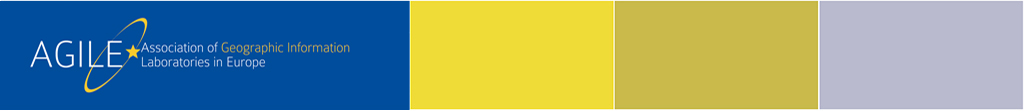 AGILE
Association of Geographic Information
Laboratories in Europe